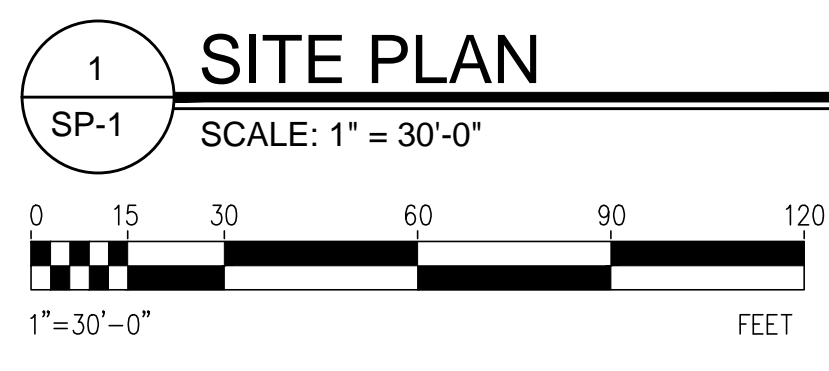 1
SITE PLAN
SP-1
SCALE: 1" = 30'-0"
0 15 30 60 90 120
1"=30'-0" FEET